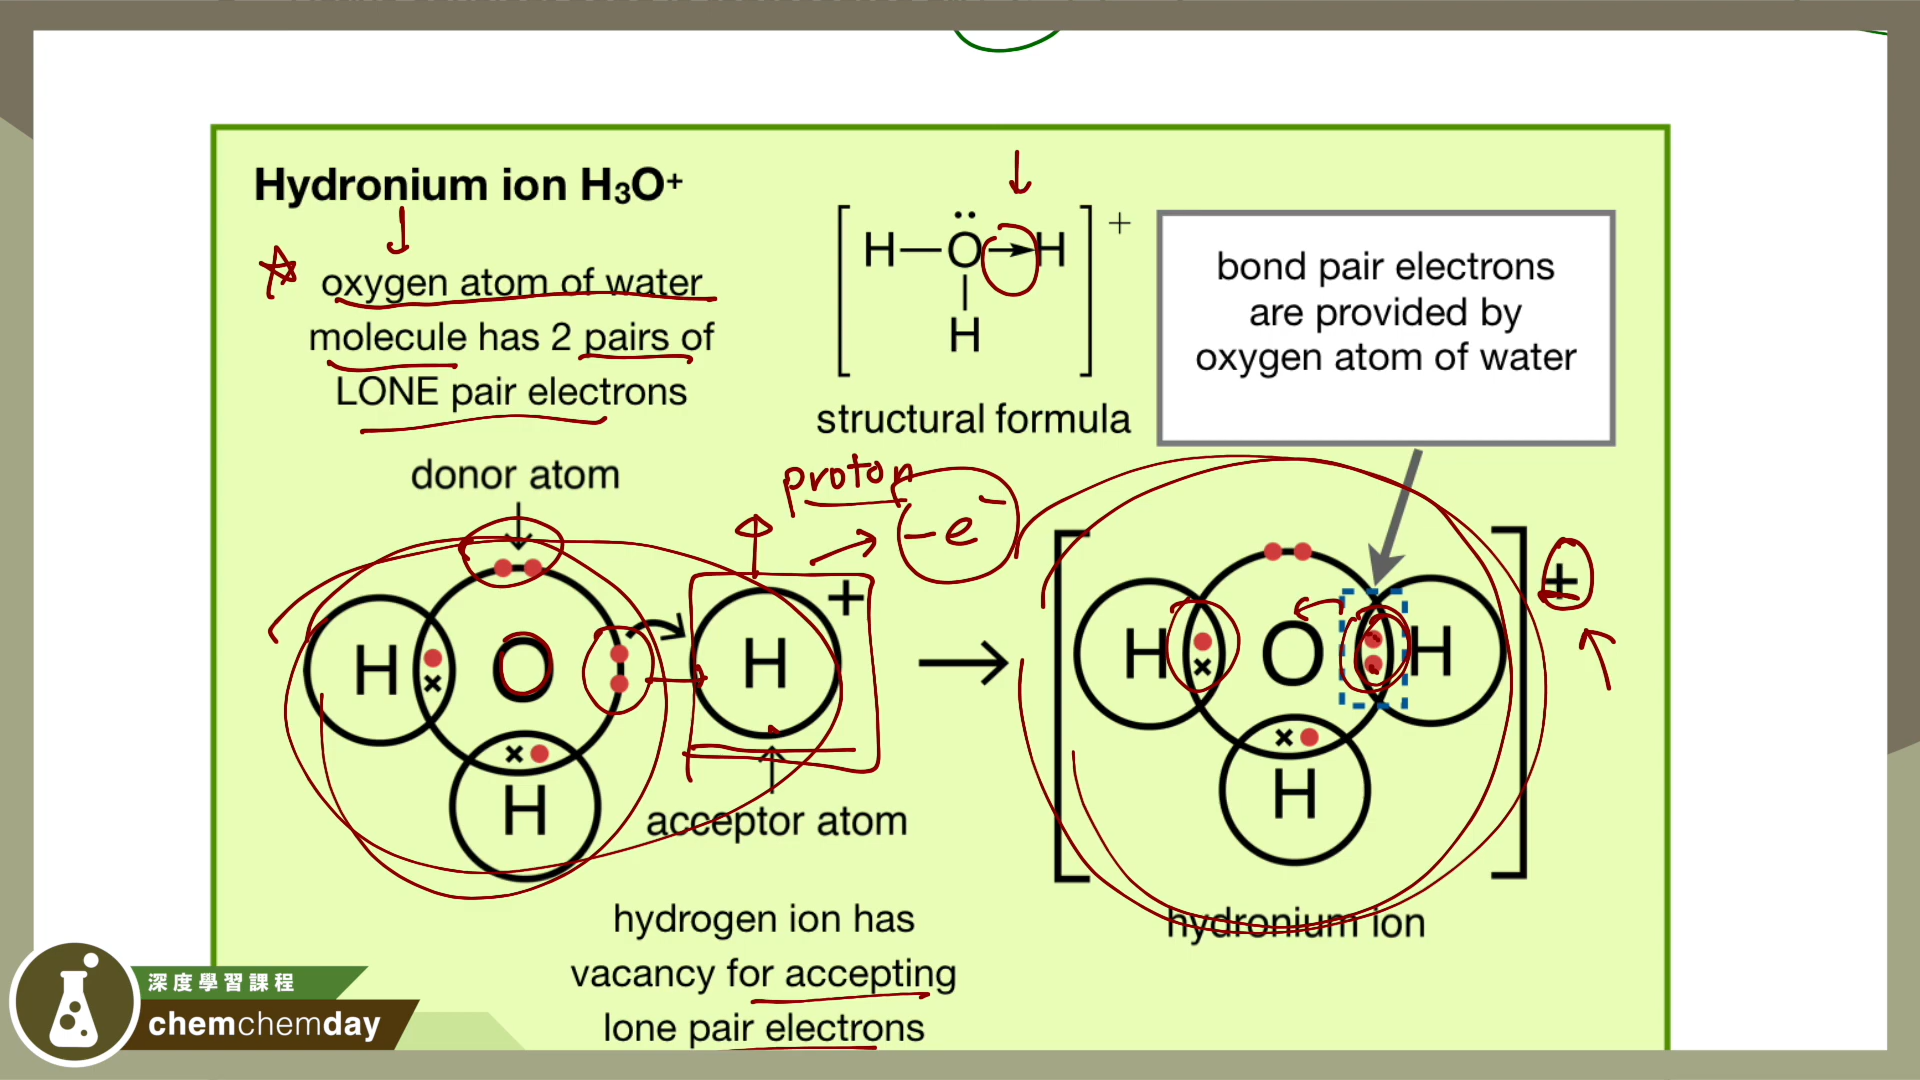 Hydronium ion H₃O⁺
oxygen atom of water
molecule has 2 pairs of
LONE pair electrons
H—O→H
+
H
structural formula
bond pair electrons
are provided by
oxygen atom of water
donor atom
proton
- e⁻
H O H +
H
acceptor atom
H O H +
H
hydronium ion
hydrogen ion has
vacancy for accepting
lone pair electrons
深度學習課程
chemchemday